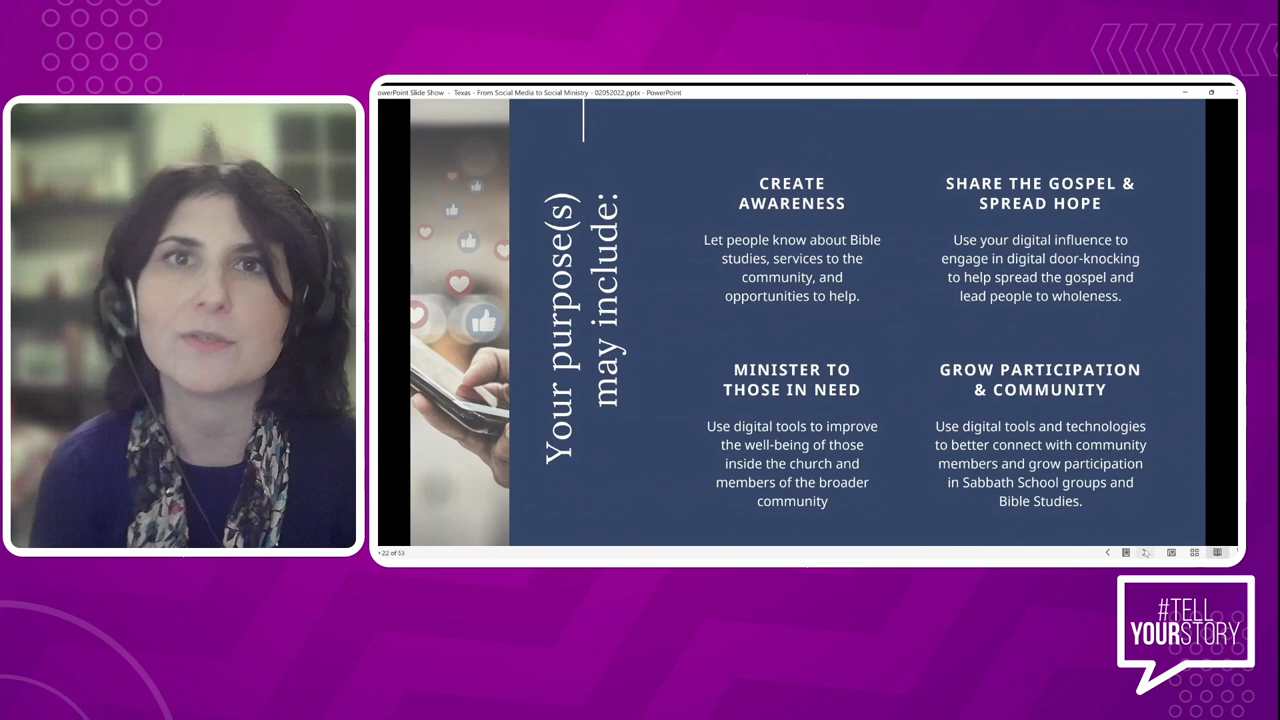 owerPoint Slide Show - Texas - From Social Media to Social Ministry - 02052022.pptx - PowerPoint
Your purpose(s)
may include:
CREATE
AWARENESS
Let people know about Bible
studies, services to the
community, and
opportunities to help.
SHARE THE GOSPEL &
SPREAD HOPE
Use your digital influence to
engage in digital door-knocking
to help spread the gospel and
lead people to wholeness.
MINISTER TO
THOSE IN NEED
Use digital tools to improve
the well-being of those
inside the church and
members of the broader
community
GROW PARTICIPATION
& COMMUNITY
Use digital tools and technologies
to better connect with community
members and grow participation
in Sabbath School groups and
Bible Studies.
22 of 53
#TELL
YOURSTORY